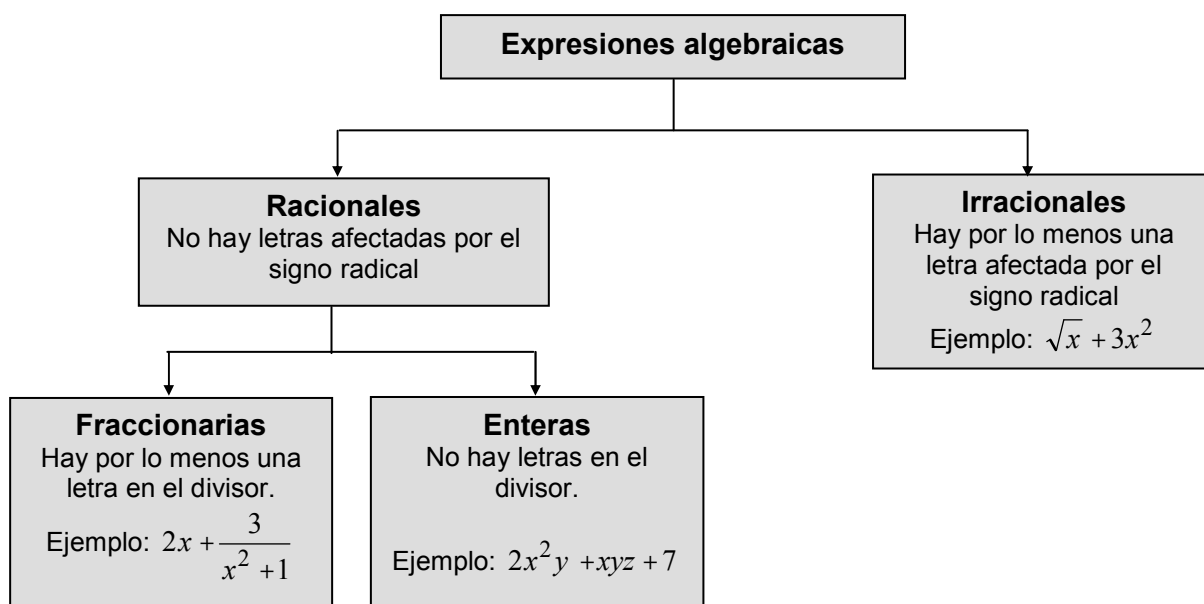 Expresiones algebraicas
Racionales
No hay letras afectadas por el
signo radical
Irracionales
Hay por lo menos una
letra afectada por el
signo radical
Ejemplo: √x + 3x²
Fraccionarias
Hay por lo menos una
letra en el divisor.
Ejemplo: 2x + 3/(x² + 1)
Enteras
No hay letras en el
divisor.
Ejemplo: 2x²y + xyz + 7